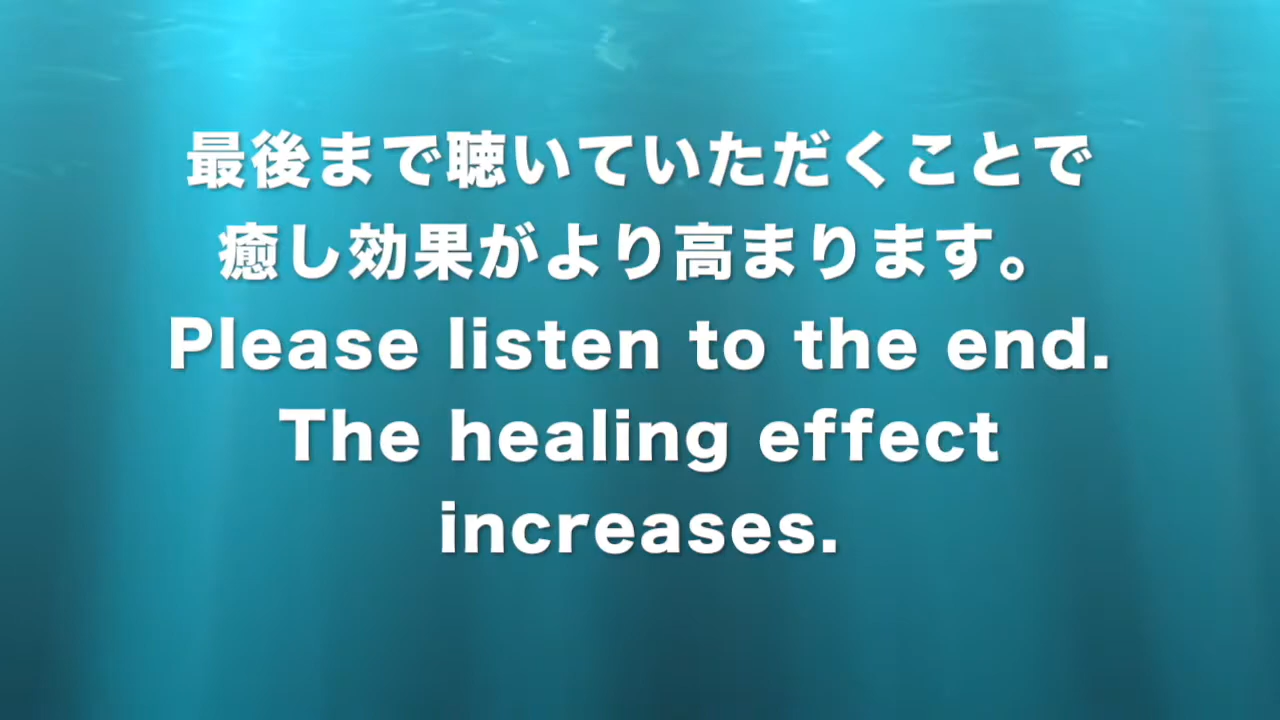 最後まで聴いていただくことで
癒し効果がより高まります。
Please listen to the end.
The healing effect
increases.